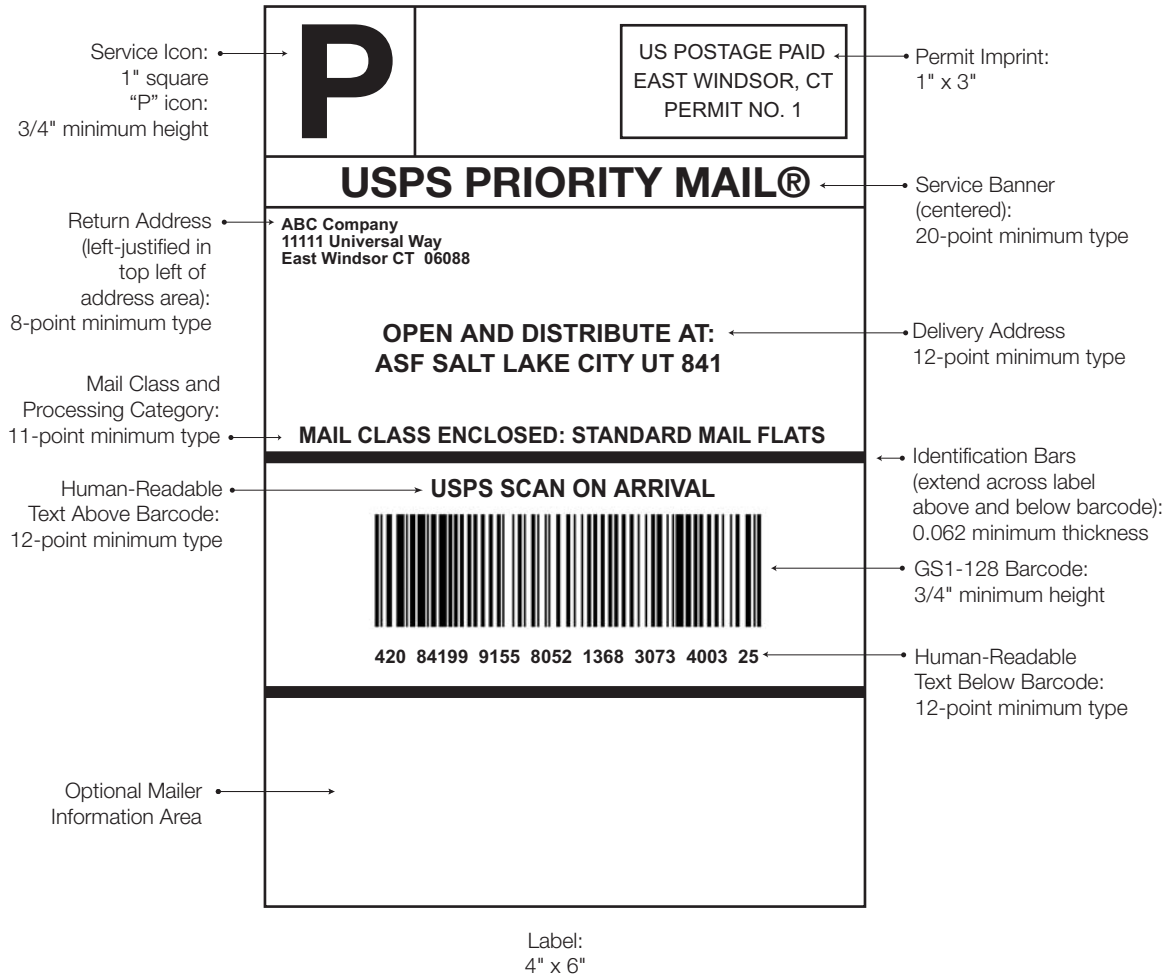 Service Icon:
1" square
“P” icon:
3/4" minimum height
P
US POSTAGE PAID
EAST WINDSOR, CT
PERMIT NO. 1
Permit Imprint:
1" x 3"
USPS PRIORITY MAIL®
Service Banner
(centered):
20-point minimum type
Return Address
(left-justified in
top left of
address area):
8-point minimum type
ABC Company
11111 Universal Way
East Windsor CT 06088
OPEN AND DISTRIBUTE AT:
ASF SALT LAKE CITY UT 841
Delivery Address
12-point minimum type
Mail Class and
Processing Category:
11-point minimum type
MAIL CLASS ENCLOSED: STANDARD MAIL FLATS
Identification Bars
(extend across label
above and below barcode):
0.062 minimum thickness
Human-Readable
Text Above Barcode:
12-point minimum type
USPS SCAN ON ARRIVAL
GS1-128 Barcode:
3/4" minimum height
420 84199 9155 8052 1368 3073 4003 25
Human-Readable
Text Below Barcode:
12-point minimum type
Optional Mailer
Information Area
Label:
4" x 6"